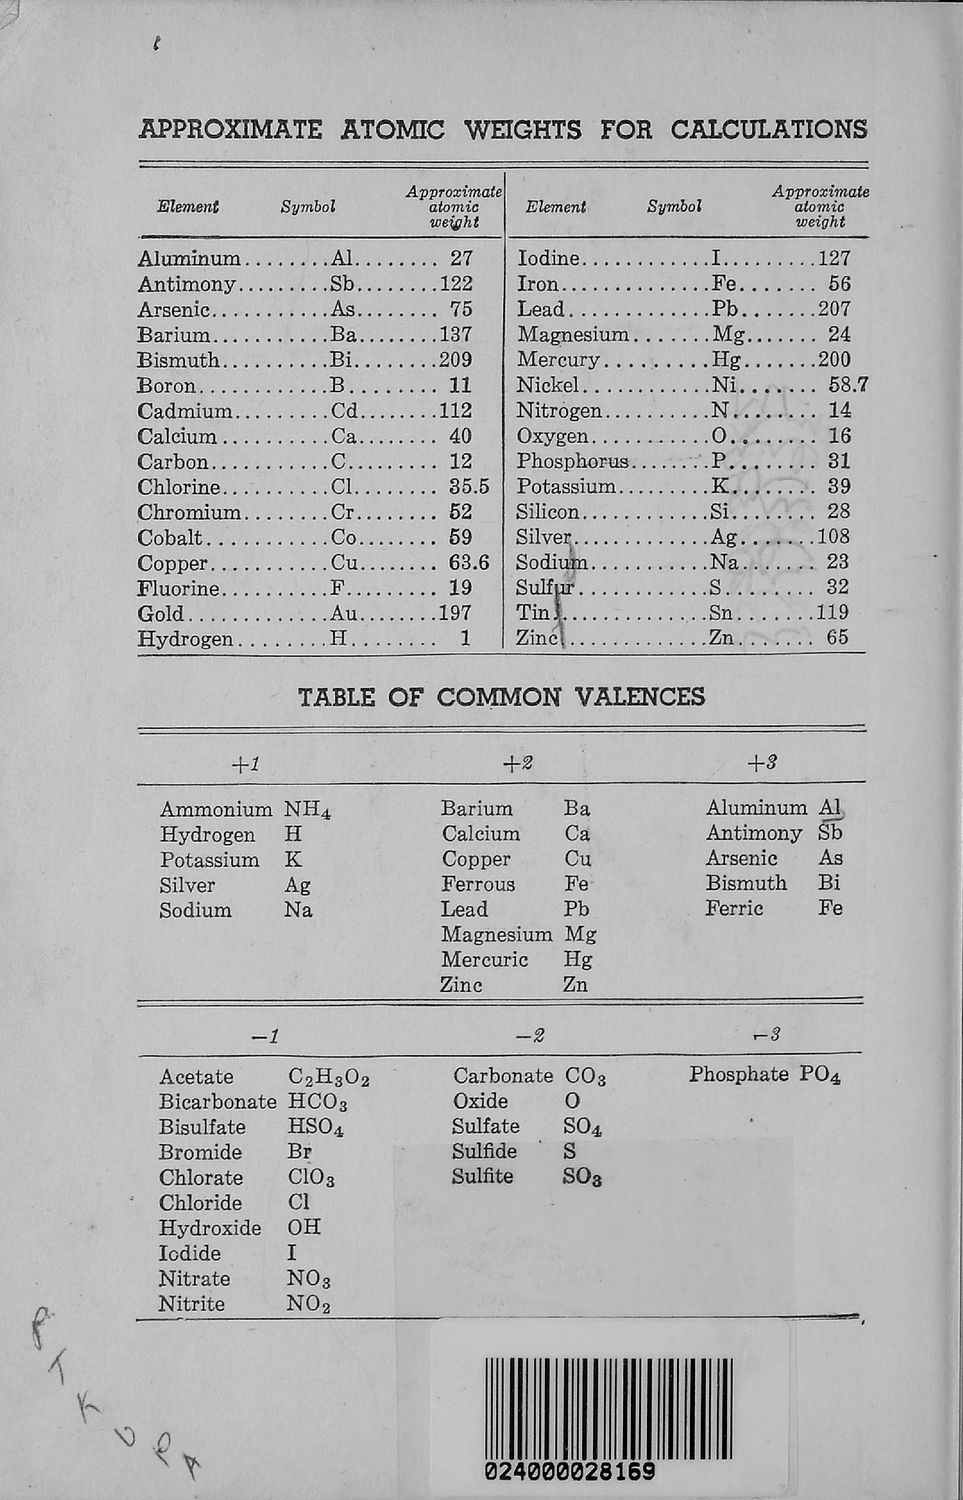 APPROXIMATE ATOMIC WEIGHTS FOR CALCULATIONS
Element Symbol Approximate atomic weight Element Symbol Approximate atomic weight
Aluminum........Al........ 27 Iodine............I.........127
Antimony.........Sb........122 Iron..............Fe....... 56
Arsenic...........As........ 75 Lead.............Pb.......207
Barium...........Ba........137 Magnesium.......Mg....... 24
Bismuth..........Bi........209 Mercury.........Hg.......200
Boron............B......... 11 Nickel...........Ni....... 58.7
Cadmium.........Cd........112 Nitrogen.........N........ 14
Calcium..........Ca........ 40 Oxygen..........O........ 16
Carbon...........C......... 12 Phosphorus.......P........ 31
Chlorine..........Cl........ 35.5 Potassium........K........ 39
Chromium........Cr........ 52 Silicon...........Si........ 28
Cobalt...........Co........ 59 Silver............Ag.......108
Copper...........Cu........ 63.6 Sodium..........Na....... 23
Fluorine..........F......... 19 Sulfur............S......... 32
Gold.............Au........197 Tin..............Sn........119
Hydrogen........H......... 1 Zinc.............Zn....... 65
TABLE OF COMMON VALENCES
+1 +2 +3
Ammonium NH4 Barium Ba Aluminum Al
Hydrogen H Calcium Ca Antimony Sb
Potassium K Copper Cu Arsenic As
Silver Ag Ferrous Fe Bismuth Bi
Sodium Na Lead Pb Ferric Fe
Magnesium Mg
Mercuric Hg
Zinc Zn
−1 −2 −3
Acetate C2H3O2 Carbonate CO3 Phosphate PO4
Bicarbonate HCO3 Oxide O
Bisulfate HSO4 Sulfate SO4
Bromide Br Sulfide S
Chlorate ClO3 Sulfite SO3
Chloride Cl
Hydroxide OH
Iodide I
Nitrate NO3
Nitrite NO2
024000028169